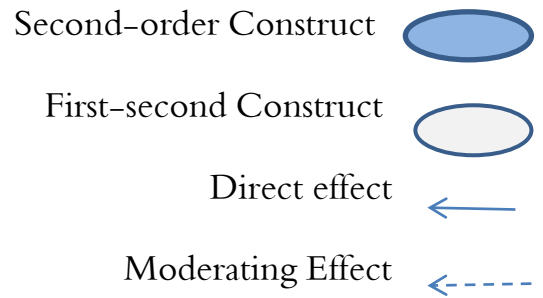 Second-order Construct
First-second Construct
Direct effect
Moderating Effect